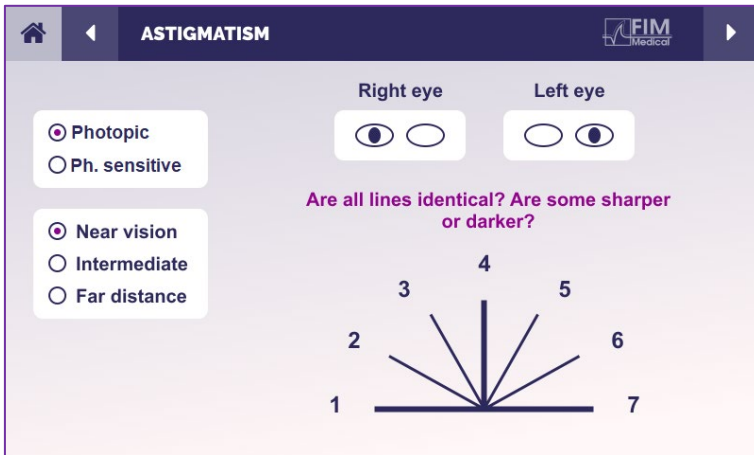 ASTIGMATISM
FIM
Medical
Right eye
Left eye
Photopic
Ph. sensitive
Near vision
Intermediate
Far distance
Are all lines identical? Are some sharper
or darker?
4
3
5
2
6
1
7